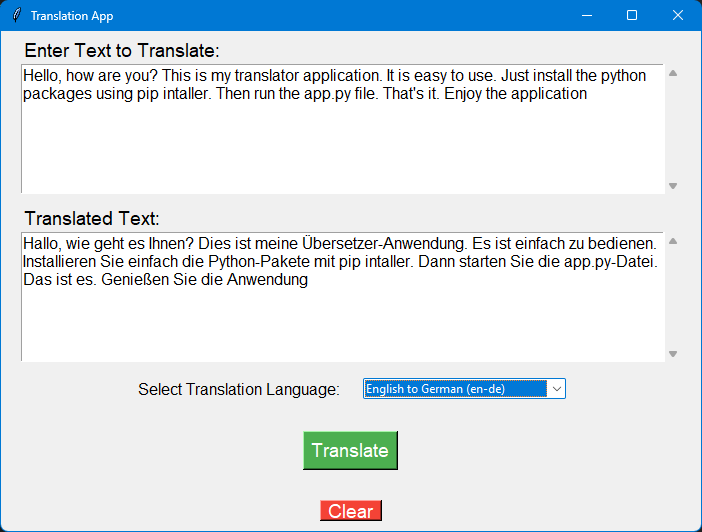 Translation App
Enter Text to Translate:
Hello, how are you? This is my translator application. It is easy to use. Just install the python
packages using pip intaller. Then run the app.py file. That's it. Enjoy the application
Translated Text:
Hallo, wie geht es Ihnen? Dies ist meine Übersetzer-Anwendung. Es ist einfach zu bedienen.
Installieren Sie einfach die Python-Pakete mit pip intaller. Dann starten Sie die app.py-Datei.
Das ist es. Genießen Sie die Anwendung
Select Translation Language: English to German (en-de)
Translate
Clear